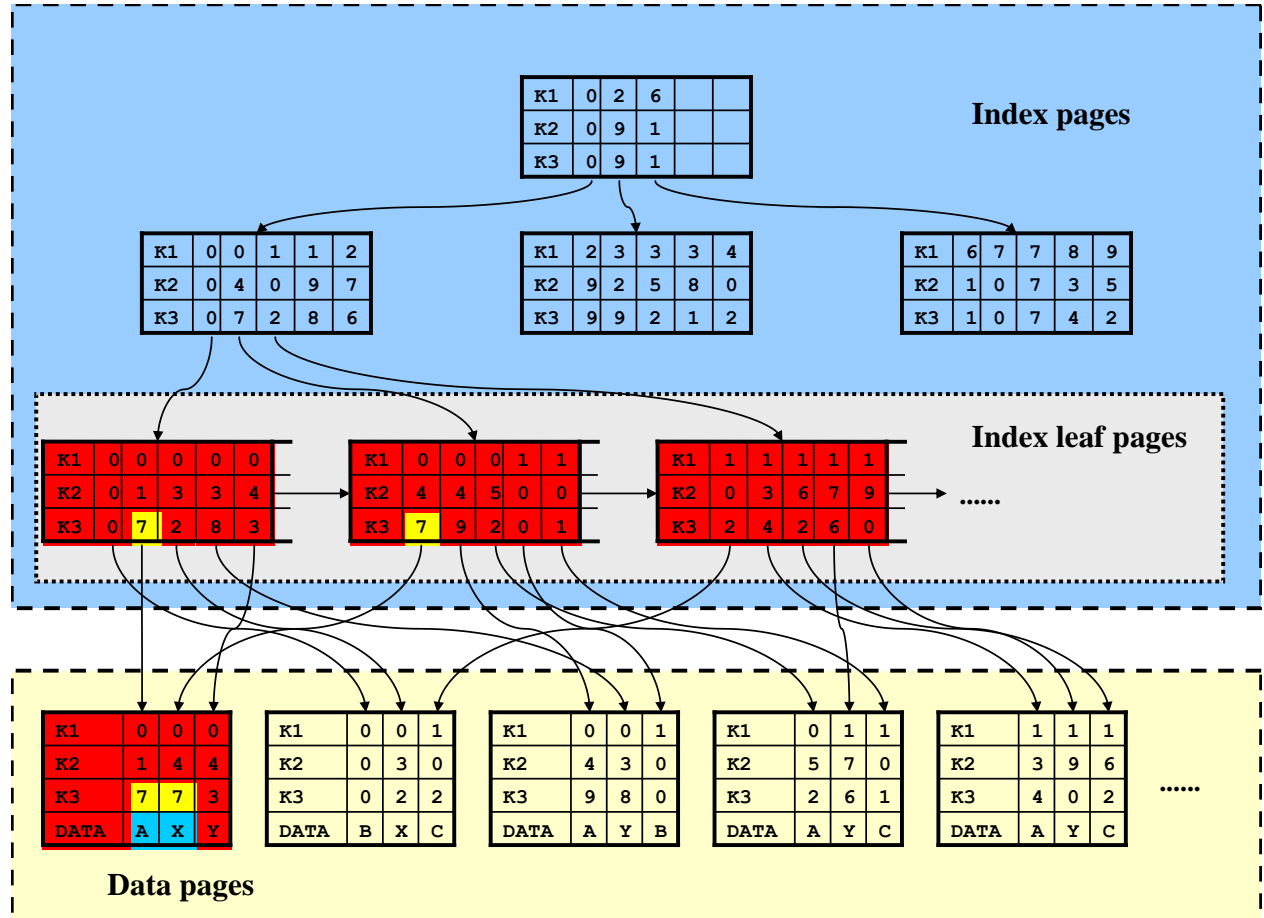 K1 0 2 6
K2 0 9 1
K3 0 9 1
Index pages
K1 0 0 1 1 2
K2 0 4 0 9 7
K3 0 7 2 8 6
K1 2 3 3 3 4
K2 9 2 5 8 0
K3 9 9 2 1 2
K1 6 7 7 8 9
K2 1 0 7 3 5
K3 1 0 7 4 2
Index leaf pages
K1 0 0 0 0 0
K2 0 1 3 3 4
K3 0 7 2 8 3
K1 0 0 0 1 1
K2 4 4 5 0 0
K3 7 9 2 0 1
K1 1 1 1 1 1
K2 0 3 6 7 9
K3 2 4 2 6 0
......
K1 0 0 0
K2 1 4 4
K3 7 7 3
DATA A X Y
K1 0 0 1
K2 0 3 0
K3 0 2 2
DATA B X C
K1 0 0 1
K2 4 3 0
K3 9 8 0
DATA A Y B
K1 0 1 1
K2 5 7 0
K3 2 6 1
DATA A Y C
K1 1 1 1
K2 3 9 6
K3 4 0 2
DATA A Y C
......
Data pages